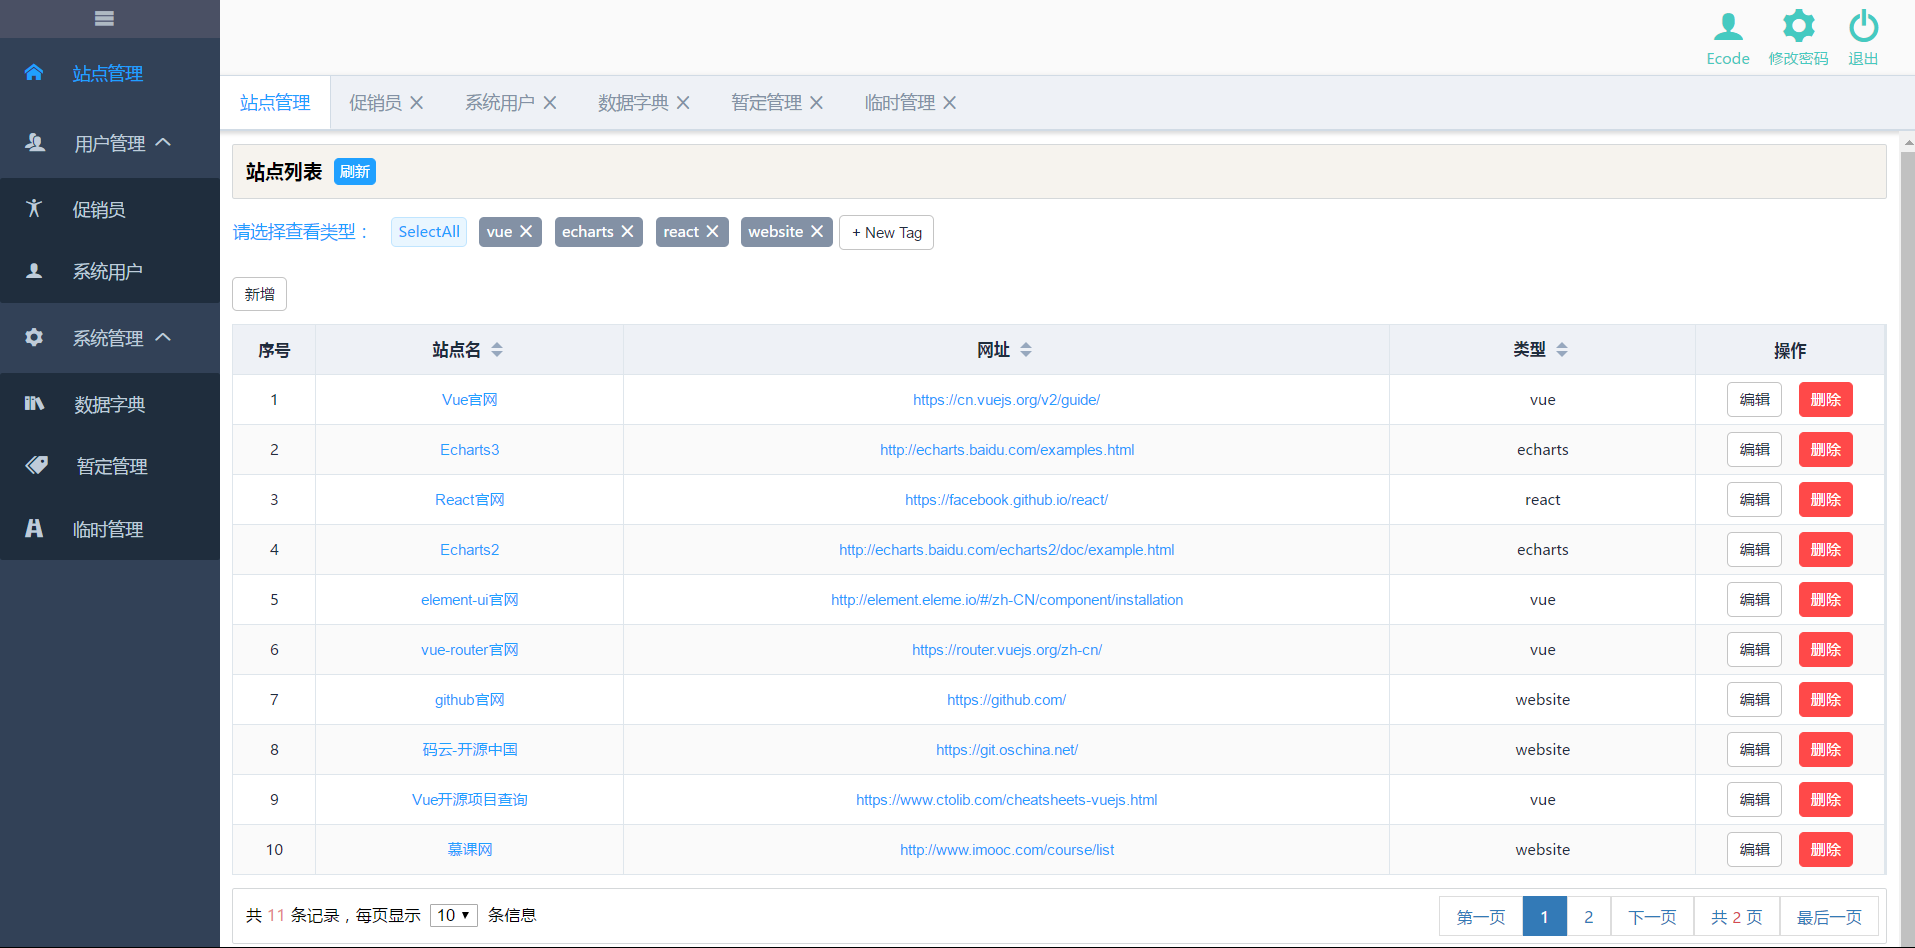 Ecode 修改密码 退出
站点管理
用户管理
促销员
系统用户
系统管理
数据字典
暂定管理
临时管理
站点管理 促销员 系统用户 数据字典 暂定管理 临时管理
站点列表 刷新
请选择查看类型： SelectAll vue echarts react website + New Tag
新增
序号 站点名 网址 类型 操作
1 Vue官网 https://cn.vuejs.org/v2/guide/ vue 编辑 删除
2 Echarts3 http://echarts.baidu.com/examples.html echarts 编辑 删除
3 React官网 https://facebook.github.io/react/ react 编辑 删除
4 Echarts2 http://echarts.baidu.com/echarts2/doc/example.html echarts 编辑 删除
5 element-ui官网 http://element.eleme.io/#/zh-CN/component/installation vue 编辑 删除
6 vue-router官网 https://router.vuejs.org/zh-cn/ vue 编辑 删除
7 github官网 https://github.com/ website 编辑 删除
8 码云-开源中国 https://git.oschina.net/ website 编辑 删除
9 Vue开源项目查询 https://www.ctolib.com/cheatsheets-vuejs.html vue 编辑 删除
10 慕课网 http://www.imooc.com/course/list website 编辑 删除
共 11 条记录，每页显示 10 条信息 第一页 1 2 下一页 共 2 页 最后一页